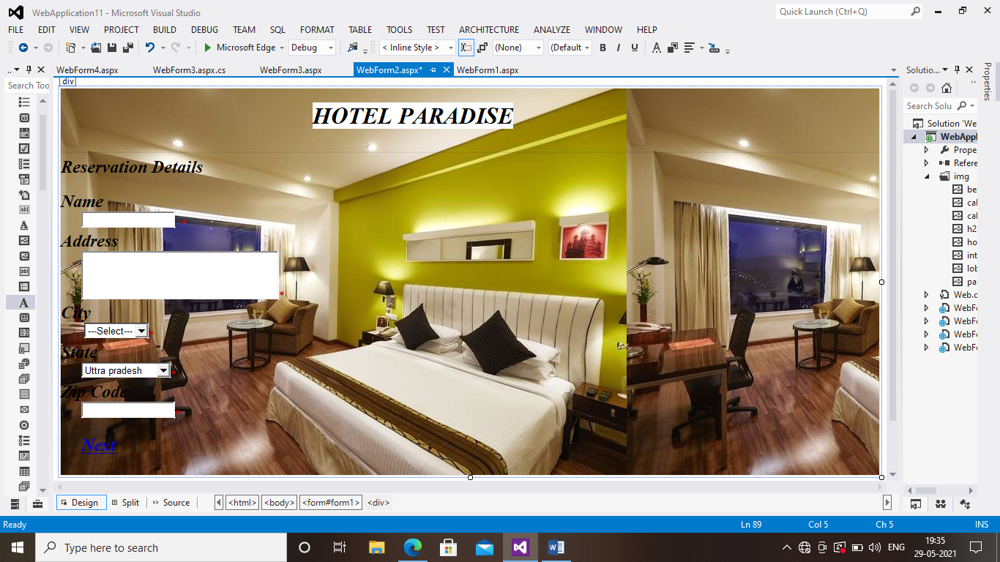 WebApplication11 - Microsoft Visual Studio
Quick Launch (Ctrl+Q)
FILE EDIT VIEW PROJECT BUILD DEBUG TEAM SQL FORMAT TABLE TOOLS TEST ARCHITECTURE ANALYZE WINDOW HELP
Microsoft Edge Debug < Inline Style > (None) (Default B I U A
.. WebForm4.aspx WebForm3.aspx.cs WebForm3.aspx WebForm2.aspx* WebForm1.aspx Solutio...
Properties
Search Too
div
Search Solu
HOTEL PARADISE
Solution 'We
WebAppl
Prope
Refere
img
be
cal
cal
h2
ho
int
lob
pa
Web.c
WebFo
WebFo
WebFo
WebFo
Reservation Details
Name
*
Address
*
City
---Select---
*
State
Uttra pradesh
*
Zip Code
*
Next
Design Split Source <html> <body> <form#form1> <div>
Ready Ln 89 Col 5 Ch 5 INS
Type here to search
ENG
19:35
29-05-2021